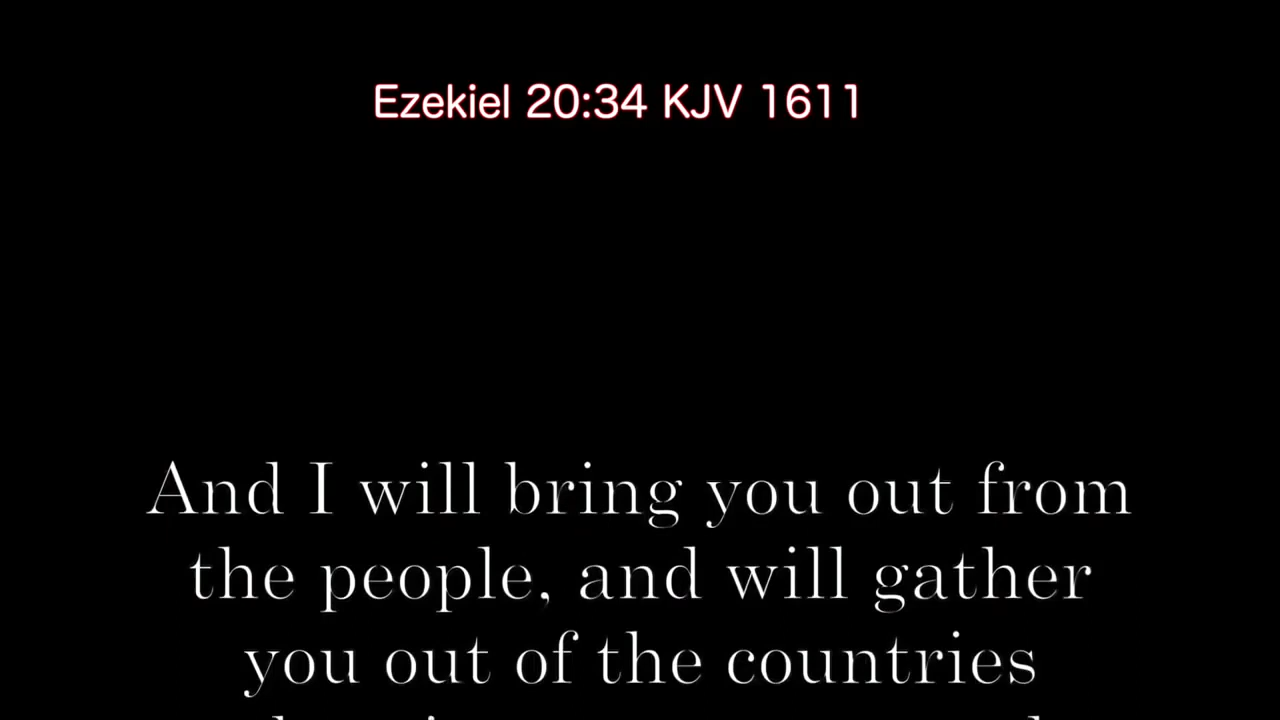 Ezekiel 20:34 KJV 1611
And I will bring you out from
the people, and will gather
you out of the countries